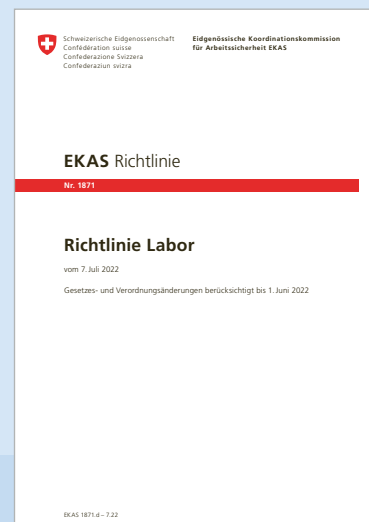 Schweizerische Eidgenossenschaft
Confédération suisse
Confederazione Svizzera
Confederaziun svizra
Eidgenössische Koordinationskommission
für Arbeitssicherheit EKAS
EKAS Richtlinie
Nr. 1871
Richtlinie Labor
vom 7. Juli 2022
Gesetzes- und Verordnungsänderungen berücksichtigt bis 1. Juni 2022
EKAS 1871.d – 7.22